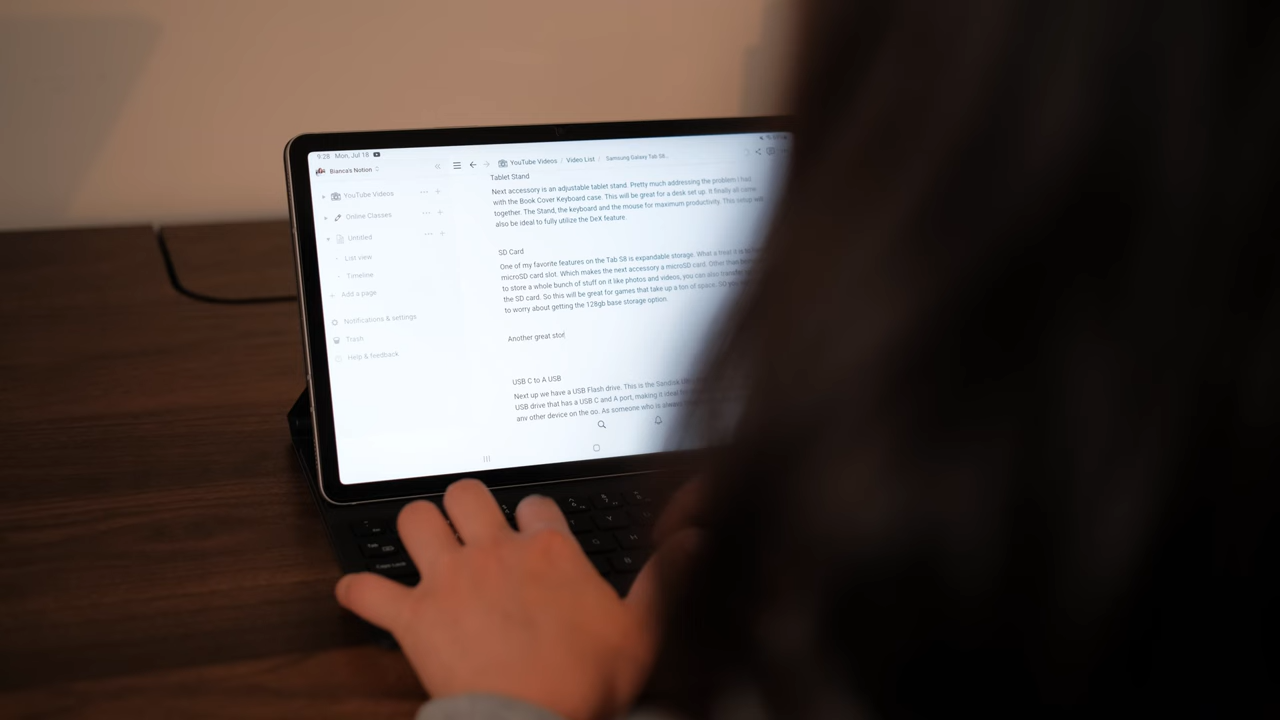 9:28 Mon, Jul 18
Bianca's Notion
YouTube Videos
Online Classes
Untitled
List view
Timeline
Add a page
Notifications & settings
Trash
Help & feedback
YouTube Videos / Video List / Samsung Galaxy Tab S8...
Tablet Stand
Next accessory is an adjustable tablet stand. Pretty much addressing the problem I had
with the Book Cover Keyboard case. This will be great for a desk set up. It finally all came
together. The Stand, the keyboard and the mouse for maximum productivity. This setup will
also be ideal to fully utilize the DeX feature.
SD Card
One of my favorite features on the Tab S8 is expandable storage. What a treat it is to
microSD card slot. Which makes the next accessory a microSD card. Other than
to store a whole bunch of stuff on it like photos and videos, you can also transfer
the SD card. So this will be great for games that take up a ton of space. SO you
to worry about getting the 128gb base storage option.
Another great stor
USB C to A USB
Next up we have a USB Flash drive. This is the Sandisk
USB drive that has a USB C and A port, making it ideal for
any other device on the go. As someone who is always
Tab
Caps Lock
T
Y
G
H
B